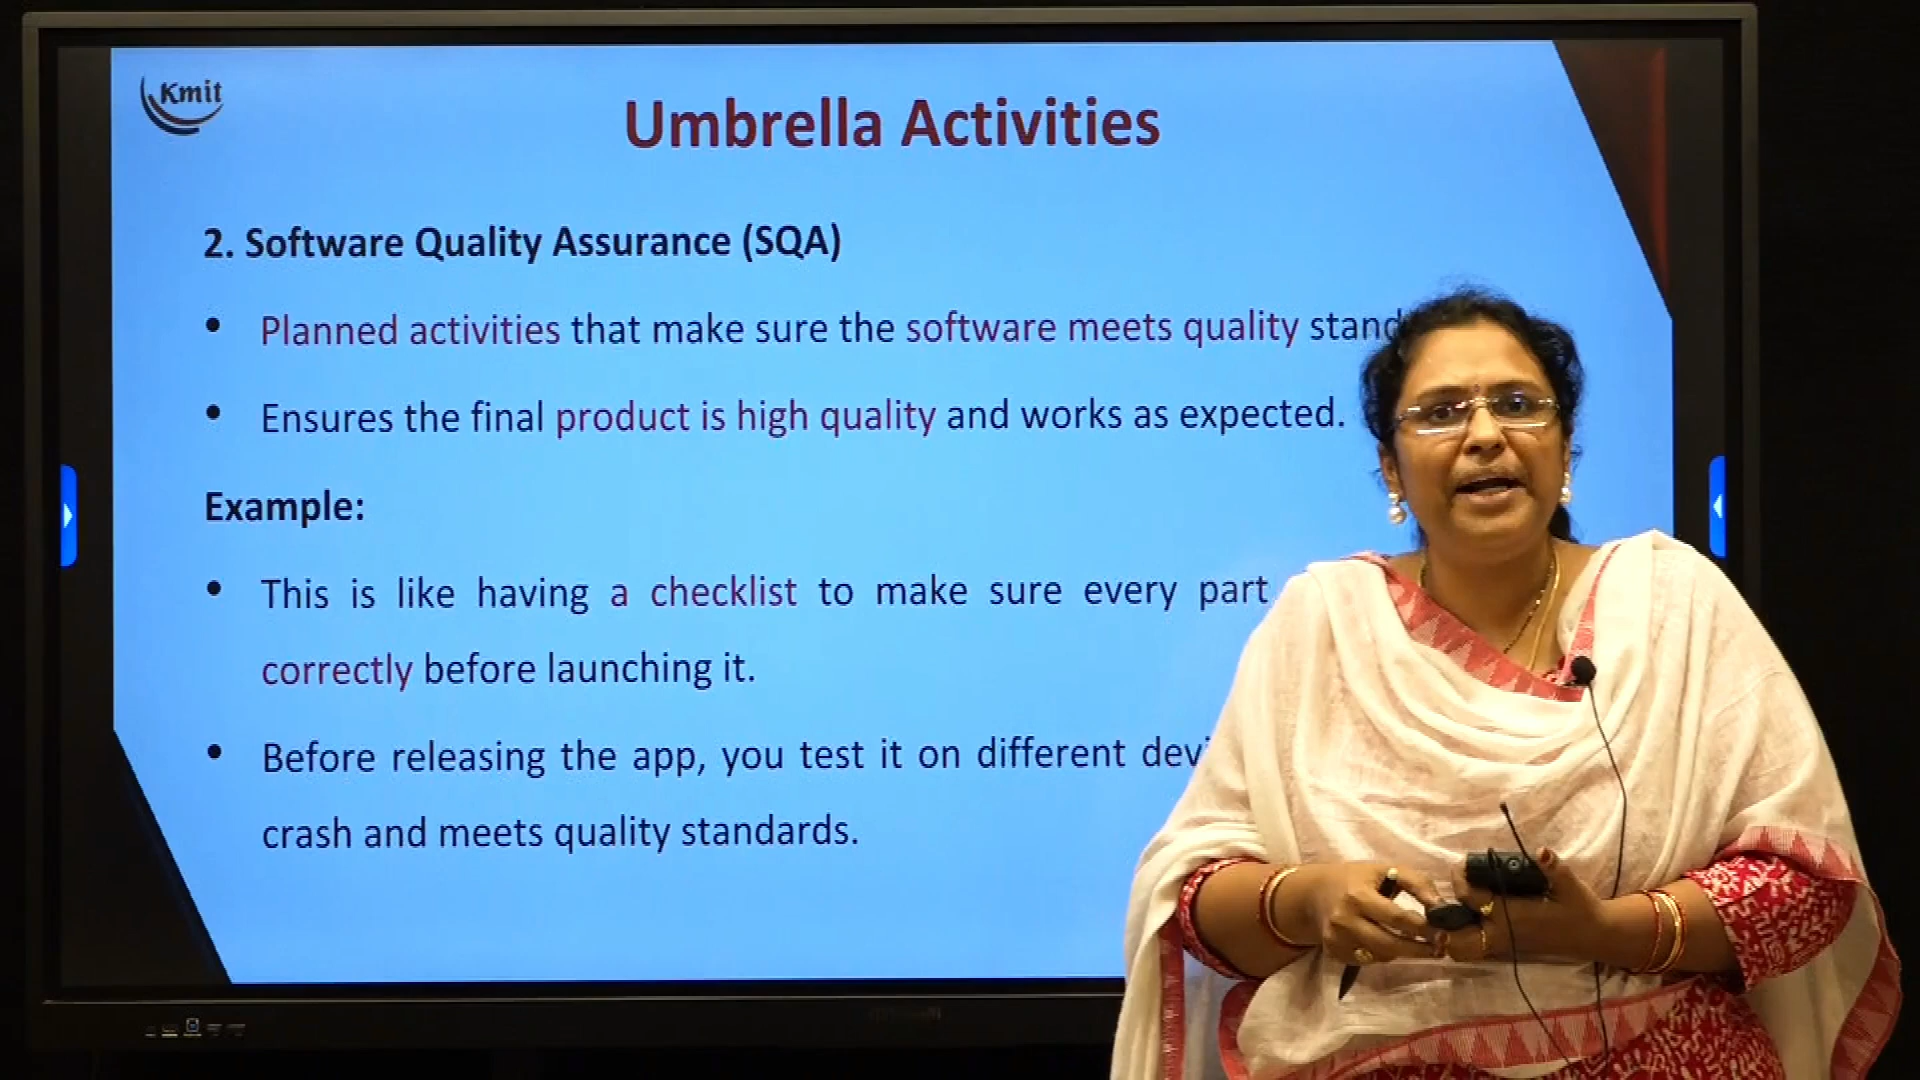 Kmit
Umbrella Activities
2. Software Quality Assurance (SQA)
• Planned activities that make sure the software meets quality stand
• Ensures the final product is high quality and works as expected.
Example:
• This is like having a checklist to make sure every part
correctly before launching it.
• Before releasing the app, you test it on different devi
crash and meets quality standards.